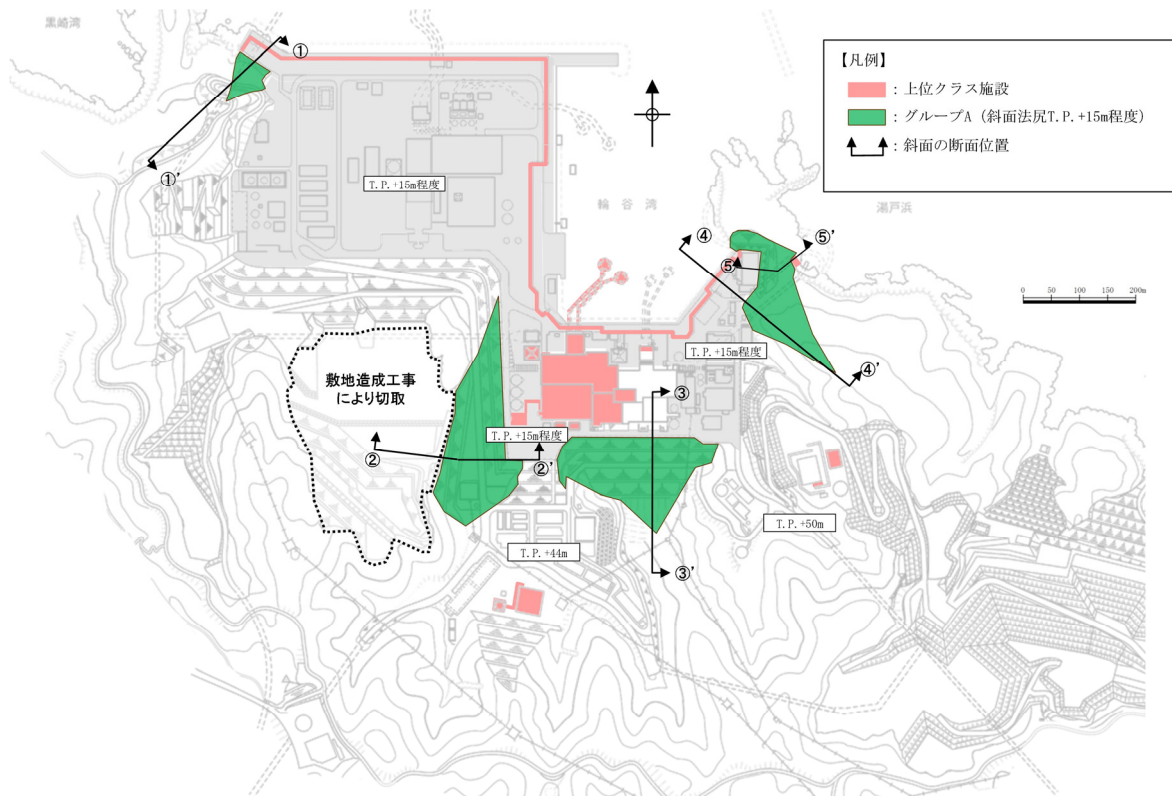 黒崎湾
①
①'
T.P.+15m程度
輪谷湾
湯戸浜
【凡例】
：上位クラス施設
：グループA（斜面法尻T.P.+15m程度）
：斜面の断面位置
0 50 100 150 200m
④
⑤
⑤'
T.P.+15m程度
④'
敷地造成工事
により切取
③
T.P.+15m程度
②
②'
T.P.+50m
T.P.+44m
③'